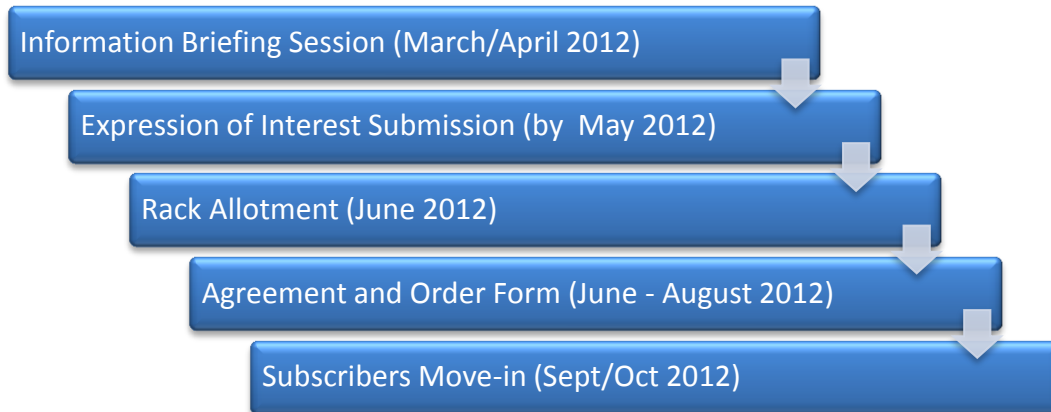 Information Briefing Session (March/April 2012)
Expression of Interest Submission (by  May 2012)
Rack Allotment (June 2012)
Agreement and Order Form (June - August 2012)
Subscribers Move-in (Sept/Oct 2012)